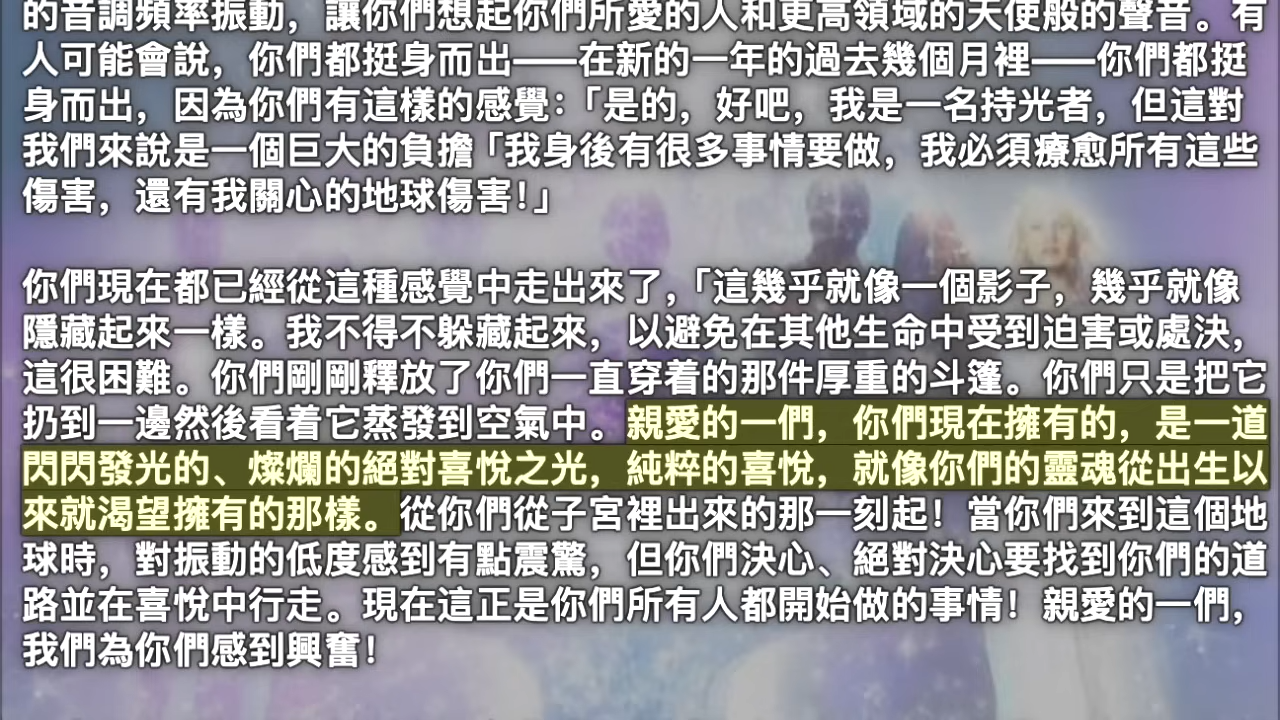 的音調頻率振動，讓你們想起你們所愛的人和更高領域的天使般的聲音。有
人可能會說，你們都挺身而出——在新的一年的過去幾個月裡——你們都挺
身而出，因為你們有這樣的感覺：「是的，好吧，我是一名持光者，但這對
我們來說是一個巨大的負擔「我身後有很多事情要做，我必須療愈所有這些
傷害，還有我關心的地球傷害！」
你們現在都已經從這種感覺中走出來了，「這幾乎就像一個影子，幾乎就像
隱藏起來一樣。我不得不躲藏起來，以避免在其他生命中受到迫害或處決，
這很困難。你們剛剛釋放了你們一直穿着的那件厚重的斗篷。你們只是把它
扔到一邊然後看着它蒸發到空氣中。親愛的一們，你們現在擁有的，是一道
閃閃發光的、燦爛的絕對喜悅之光，純粹的喜悅，就像你們的靈魂從出生以
來就渴望擁有的那樣。從你們從子宮裡出來的那一刻起！當你們來到這個地
球時，對振動的低度感到有點震驚，但你們決心、絕對決心要找到你們的道
路並在喜悅中行走。現在這正是你們所有人都開始做的事情！親愛的一們，
我們為你們感到興奮！